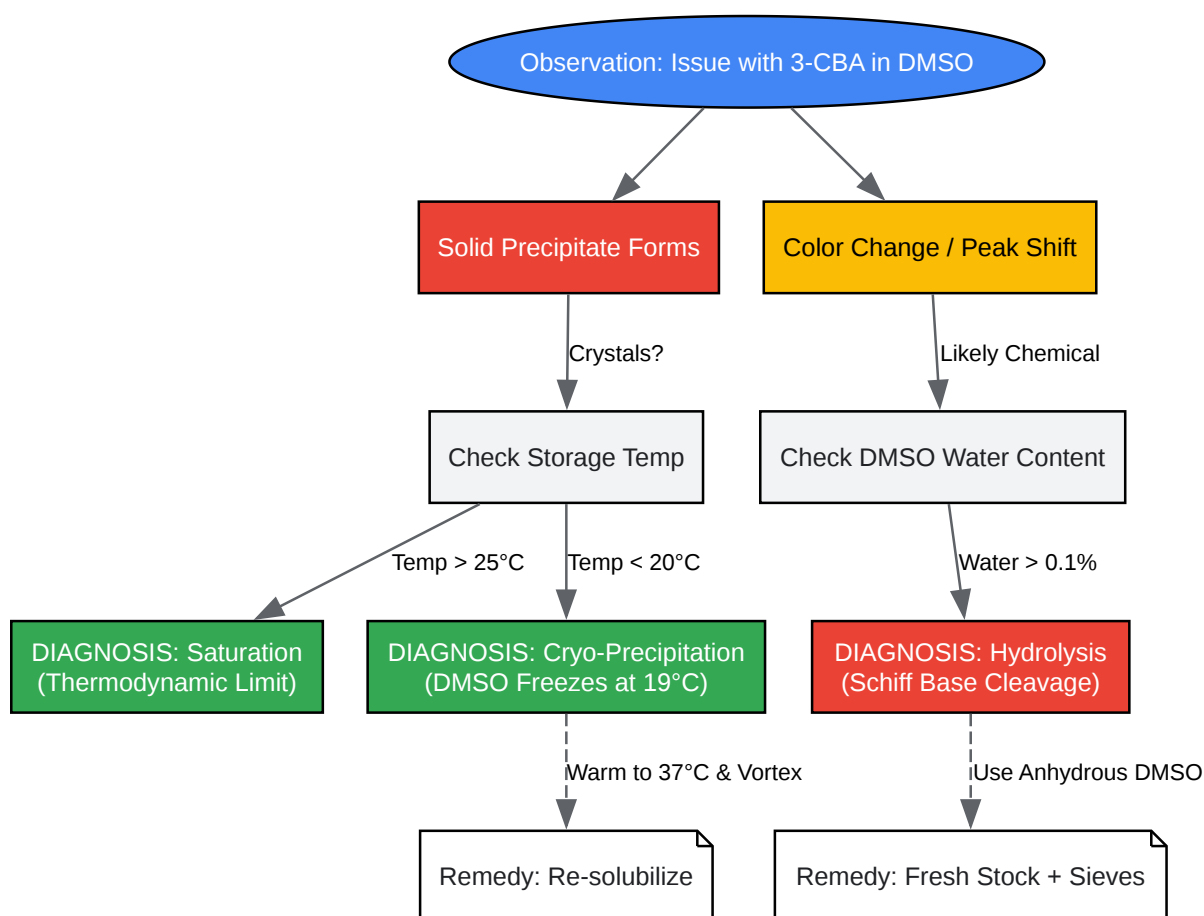 Observation: Issue with 3-CBA in DMSO
Solid Precipitate Forms
Color Change / Peak Shift
Crystals?
Likely Chemical
Check Storage Temp
Check DMSO Water Content
Temp > 25°C
Temp < 20°C
Water > 0.1%
DIAGNOSIS: Saturation
(Thermodynamic Limit)
DIAGNOSIS: Cryo-Precipitation
(DMSO Freezes at 19°C)
DIAGNOSIS: Hydrolysis
(Schiff Base Cleavage)
Warm to 37°C & Vortex
Use Anhydrous DMSO
Remedy: Re-solubilize
Remedy: Fresh Stock + Sieves